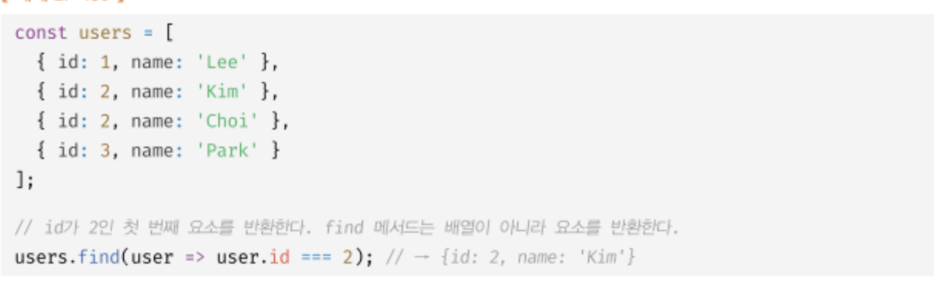 const users = [
{ id: 1, name: 'Lee' },
{ id: 2, name: 'Kim' },
{ id: 2, name: 'Choi' },
{ id: 3, name: 'Park' }
];
// id가 2인 첫 번째 요소를 반환한다. find 메서드는 배열이 아니라 요소를 반환한다.
users.find(user => user.id === 2); // → {id: 2, name: 'Kim'}